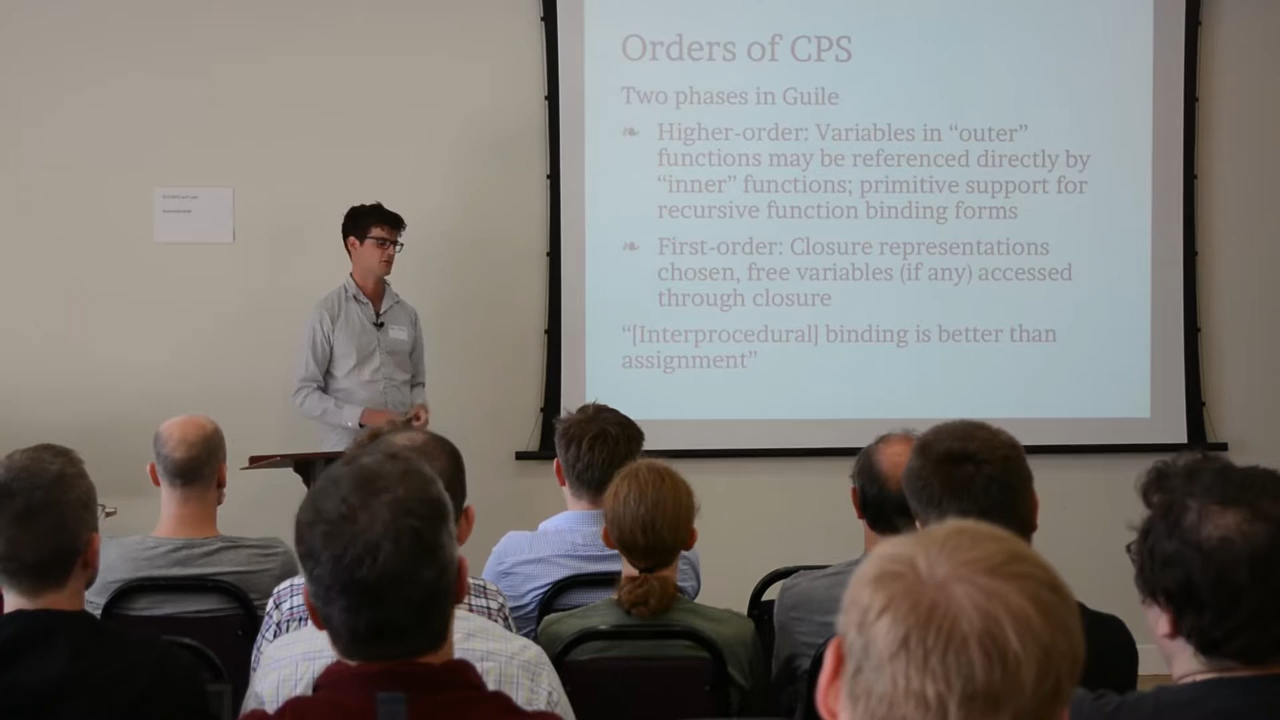 Orders of CPS
Two phases in Guile
❧ Higher-order: Variables in “outer”
functions may be referenced directly by
“inner” functions; primitive support for
recursive function binding forms
❧ First-order: Closure representations
chosen, free variables (if any) accessed
through closure
“[Interprocedural] binding is better than
assignment”